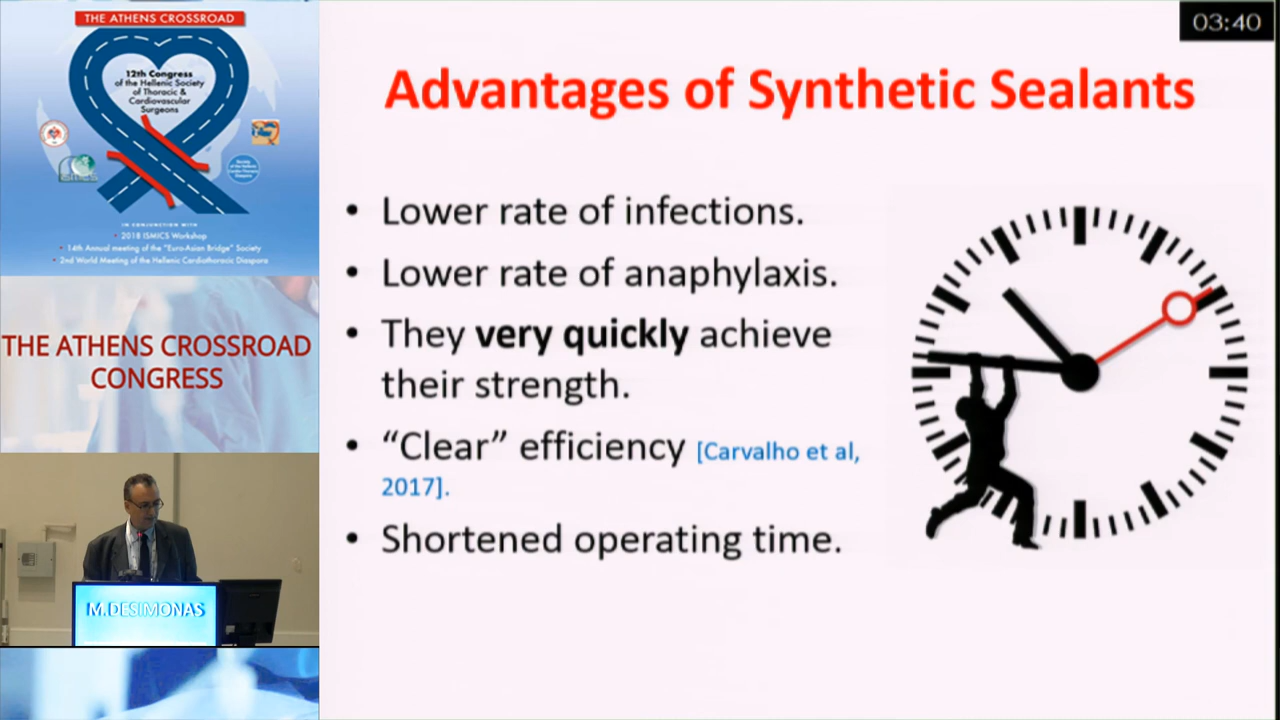 THE ATHENS CROSSROAD
12th Congress
of the Hellenic Society
of Thoracic &
Cardiovascular
Surgeons
IN CONJUNCTION WITH
• 2018 ISMICS Workshop
• 14th Annual meeting of the "Euro-Asian Bridge" Society
• 2nd World Meeting of the Hellenic Cardiothoracic Diaspora
THE ATHENS CROSSROAD
CONGRESS
M.DESIMONAS
03:40
Advantages of Synthetic Sealants
• Lower rate of infections.
• Lower rate of anaphylaxis.
• They very quickly achieve
their strength.
• “Clear” efficiency [Carvalho et al,
2017].
• Shortened operating time.